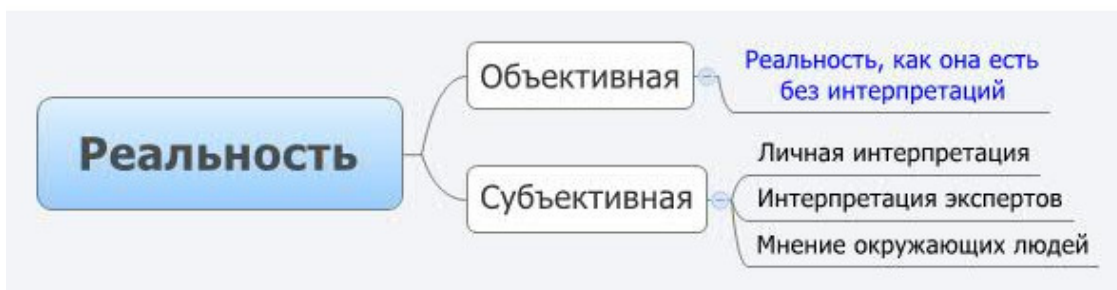 Реальность
Объективная
Реальность, как она есть
без интерпретаций
Субъективная
Личная интерпретация
Интерпретация экспертов
Мнение окружающих людей